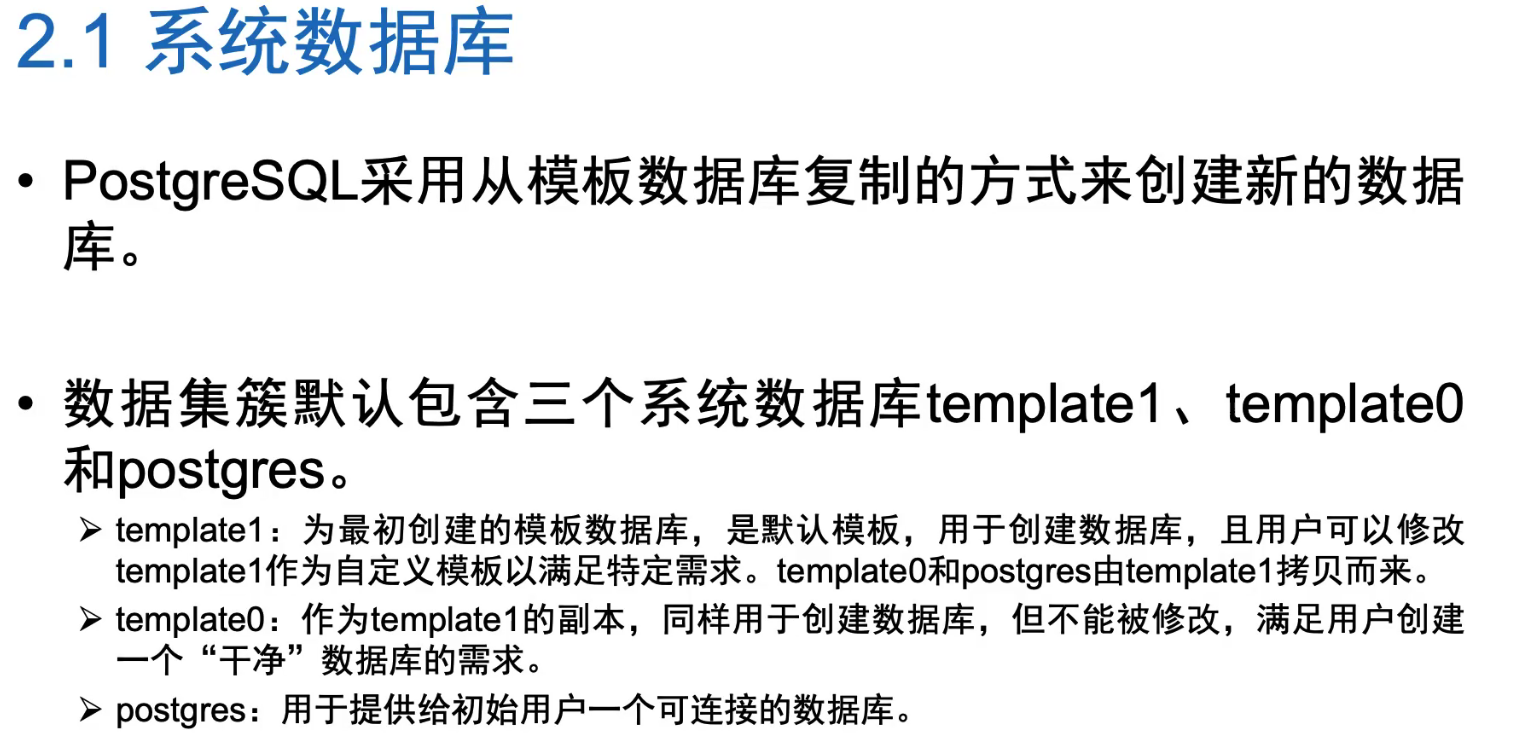 2.1 系统数据库
• PostgreSQL采用从模板数据库复制的方式来创建新的数据
库。
• 数据集簇默认包含三个系统数据库template1、template0
和postgres。
➢ template1：为最初创建的模板数据库，是默认模板，用于创建数据库，且用户可以修改
template1作为自定义模板以满足特定需求。template0和postgres由template1拷贝而来。
➢ template0：作为template1的副本，同样用于创建数据库，但不能被修改，满足用户创建
一个“干净”数据库的需求。
➢ postgres：用于提供给初始用户一个可连接的数据库。